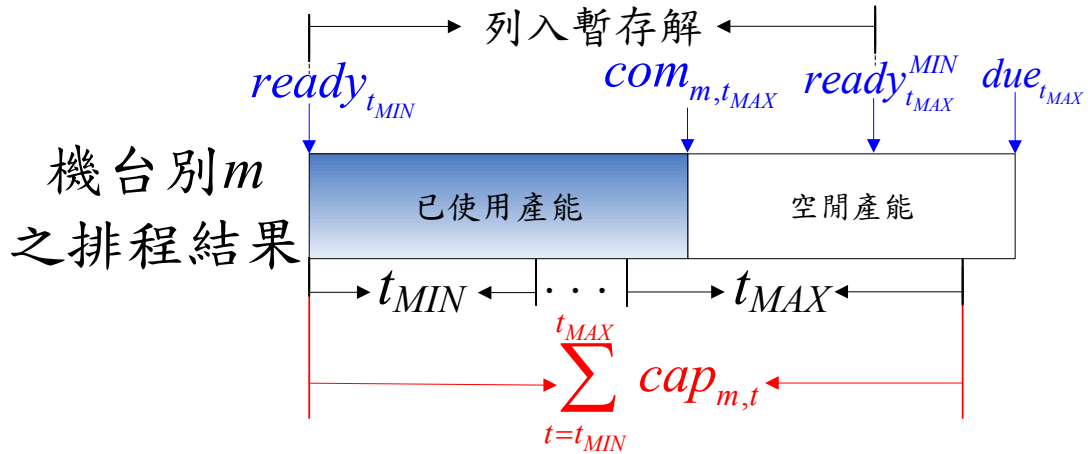 列入暫存解
ready_{t_{MIN}}
com_{m,t_{MAX}}
ready_{t_{MAX}}^{MIN}
due_{t_{MAX}}
機台別m
之排程結果
已使用產能
空閒產能
t_{MIN}
· · ·
t_{MAX}
\sum_{t=t_{MIN}}^{t_{MAX}} cap_{m,t}